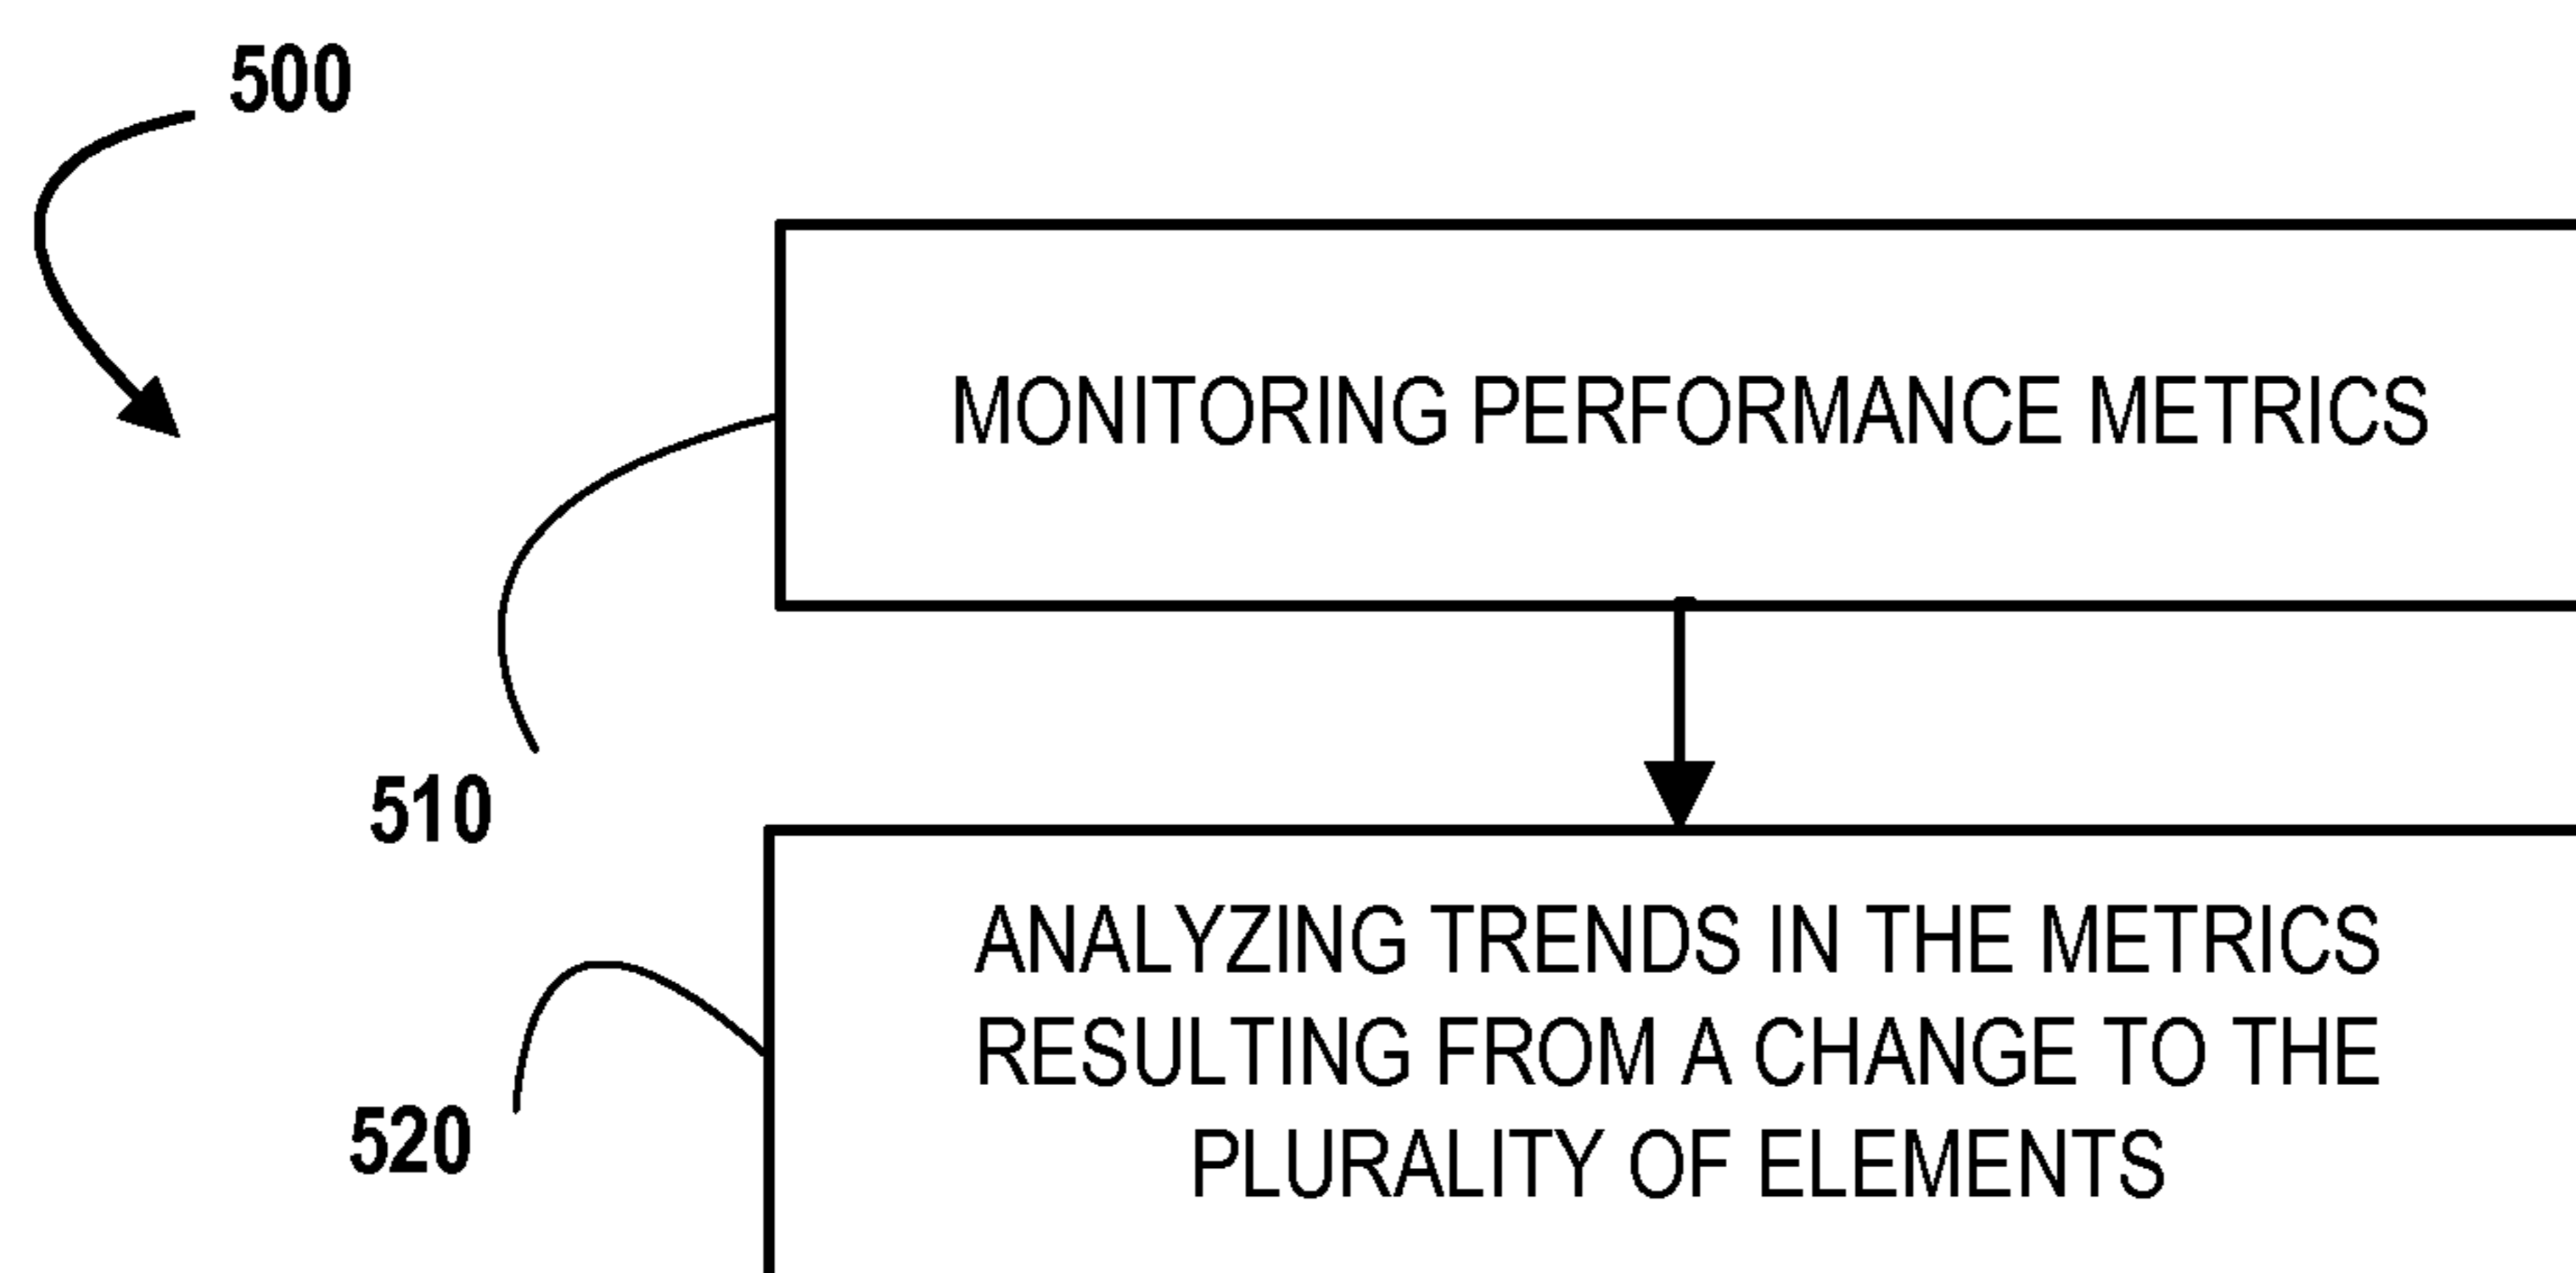 500
MONITORING PERFORMANCE METRICS
510
ANALYZING TRENDS IN THE METRICS
RESULTING FROM A CHANGE TO THE
PLURALITY OF ELEMENTS
520